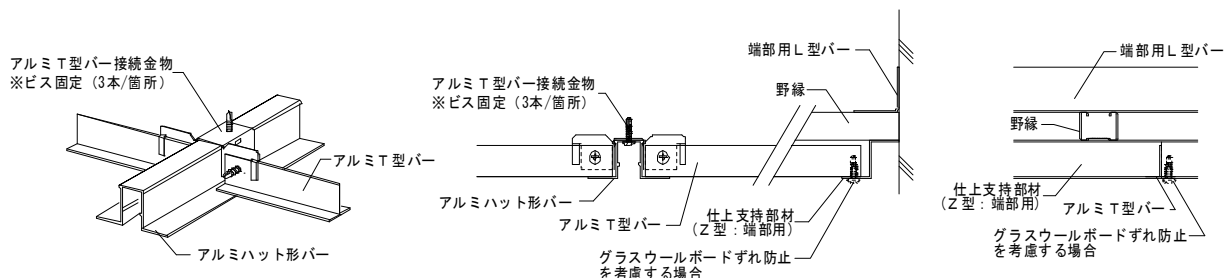 アルミT型バー接続金物
※ビス固定（3本/箇所）
アルミT型バー
アルミハット形バー
端部用L型バー
アルミT型バー接続金物
※ビス固定（3本/箇所）
野縁
アルミハット形バー
アルミT型バー
仕上支持部材
（Z型：端部用）
グラスウールボードずれ防止
を考慮する場合
端部用L型バー
野縁
仕上支持部材
（Z型：端部用）
アルミT型バー
グラスウールボードずれ防止
を考慮する場合